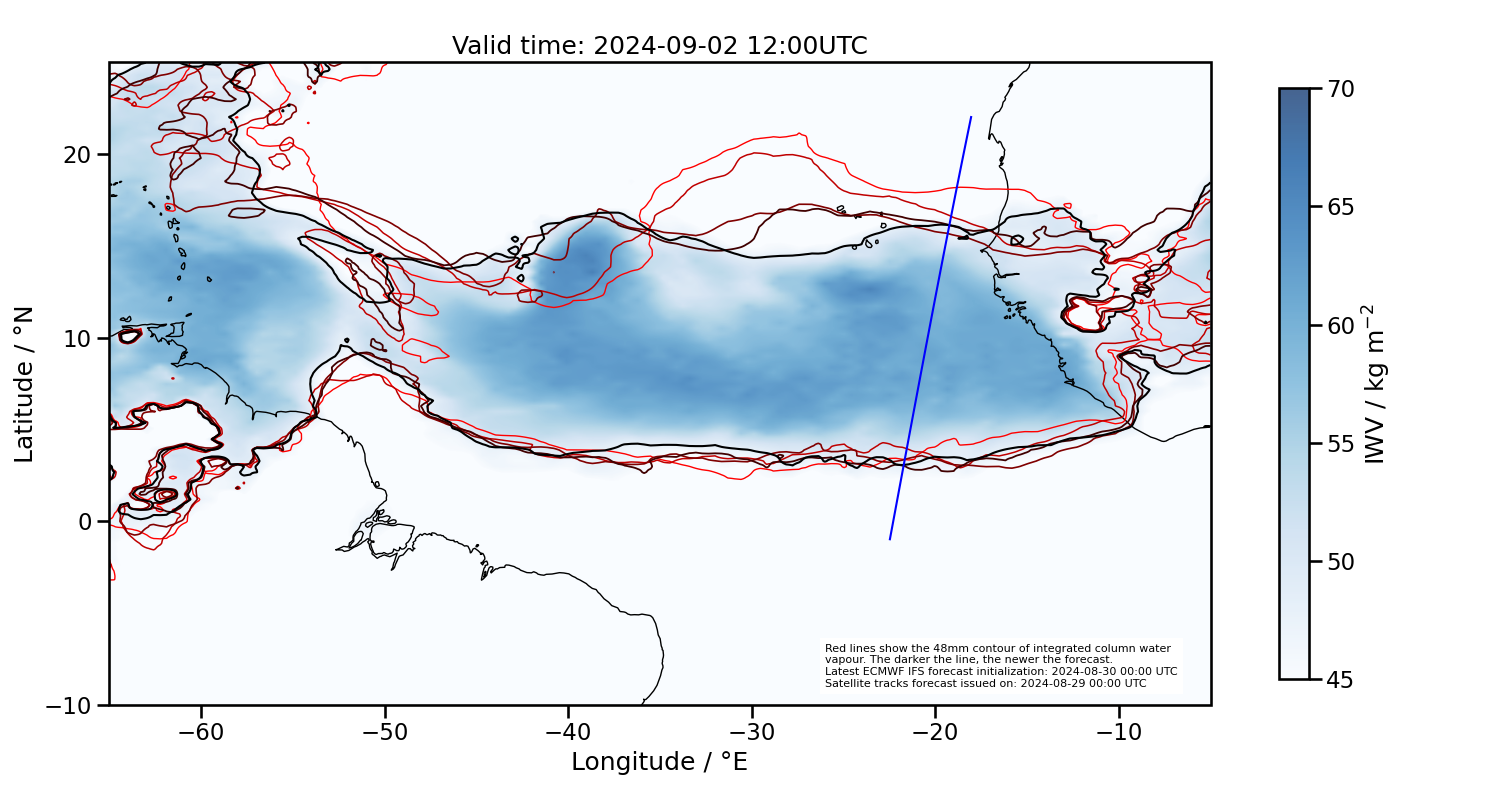 Valid time: 2024-09-02 12:00UTC
Latitude / °N
20
10
0
−10
−60
−50
−40
−30
−20
−10
Longitude / °E
Red lines show the 48mm contour of integrated column water
vapour. The darker the line, the newer the forecast.
Latest ECMWF IFS forecast initialization: 2024-08-30 00:00 UTC
Satellite tracks forecast issued on: 2024-08-29 00:00 UTC
70
65
60
55
50
45
IWV / kg m⁻²